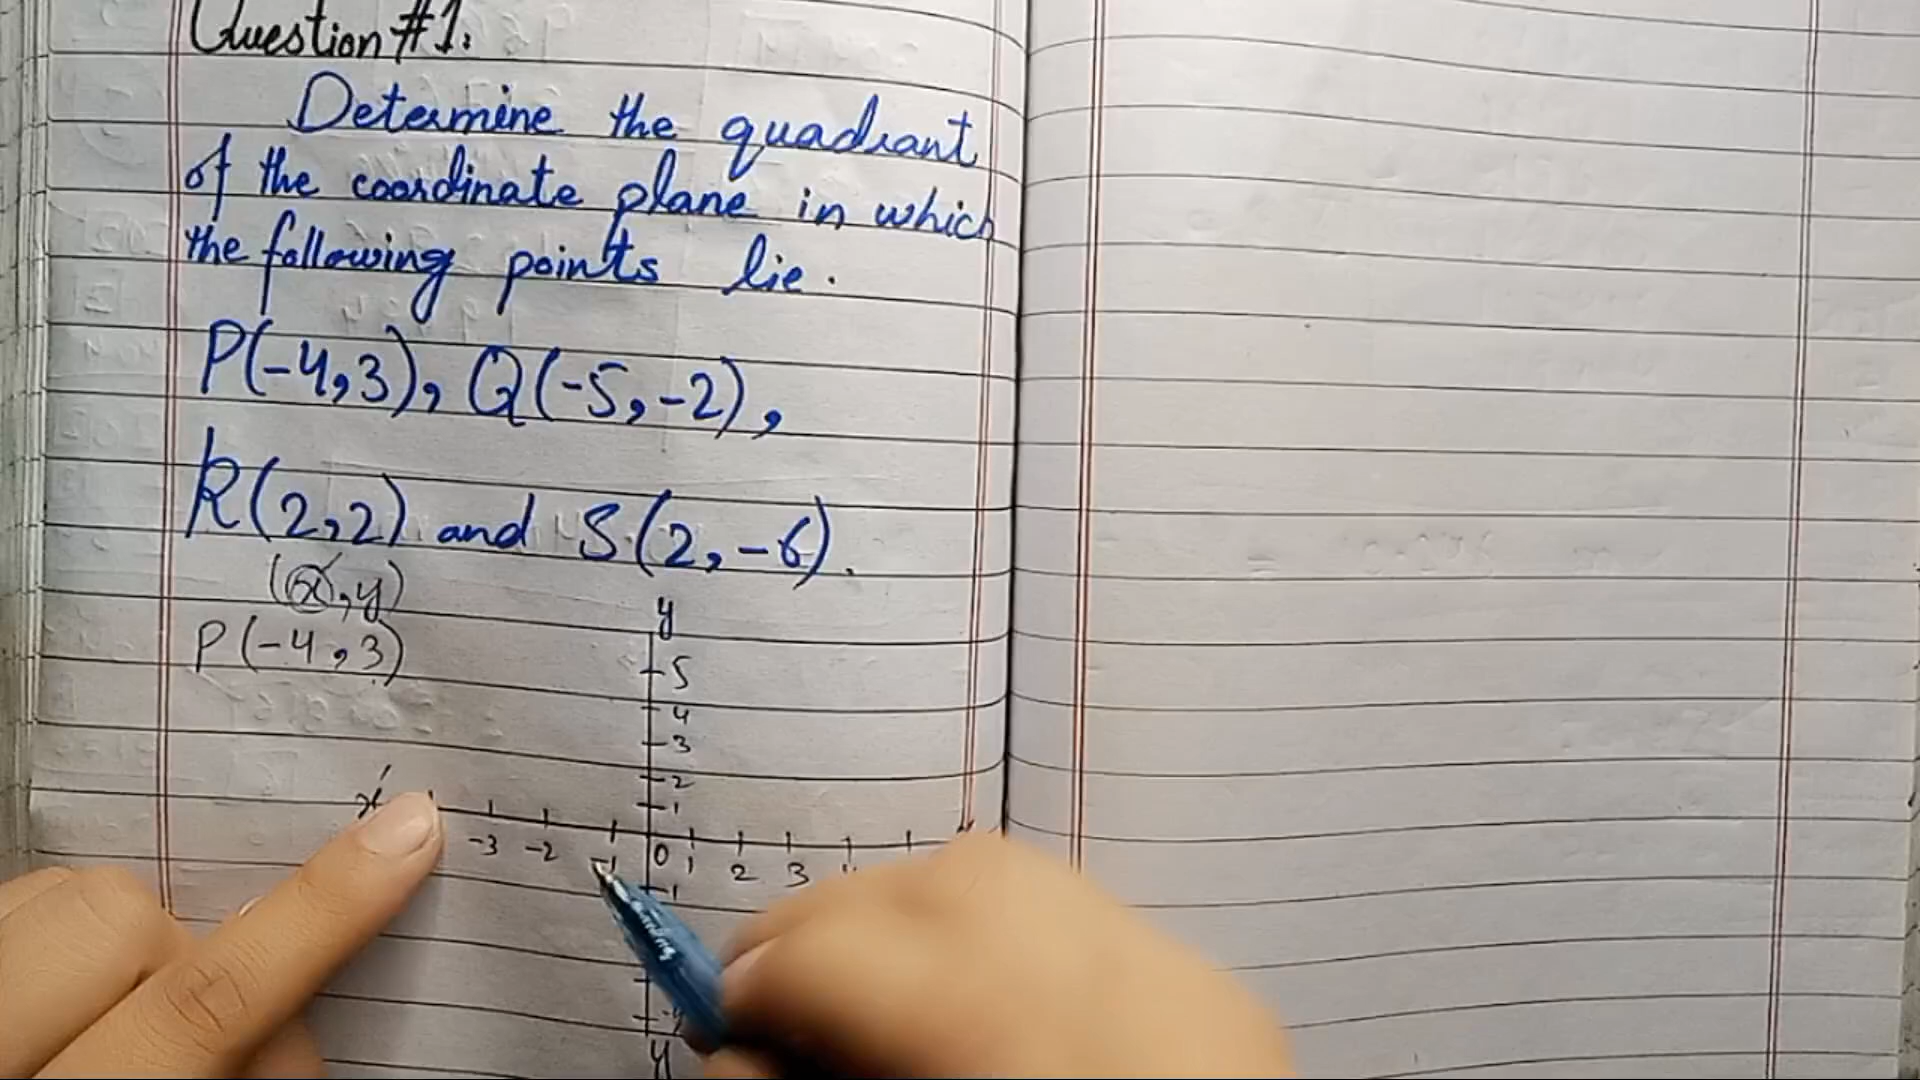 Question #1.
Determine the quadrant
of the coordinate plane in which
the following points lie.
P(-4,3), Q(-5,-2),
R(2,2) and S(2,-6).
(x,y)
P(-4,3)
y
5
4
3
2
1
x'
-3 -2 -1 0 1 2 3
-1
y